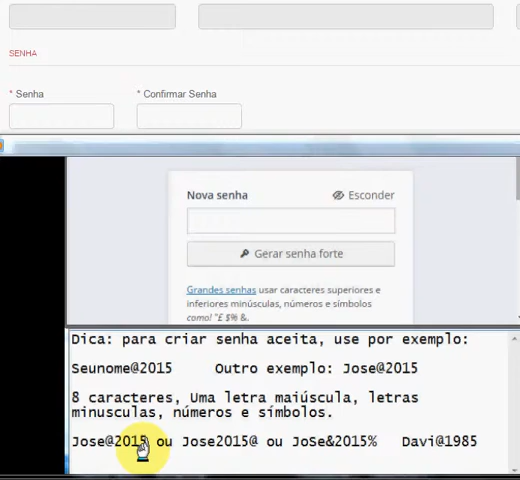 SENHA
* Senha * Confirmar Senha
Nova senha Esconder
Gerar senha forte
Grandes senhas usar caracteres superiores e
inferiores minúsculas, números e símbolos
como! "£ $% &.
Dica: para criar senha aceita, use por exemplo:
Seunome@2015 Outro exemplo: Jose@2015
8 caracteres, Uma letra maiúscula, letras
minusculas, números e símbolos.
Jose@2015 ou Jose2015@ ou JoSe&2015% Davi@1985